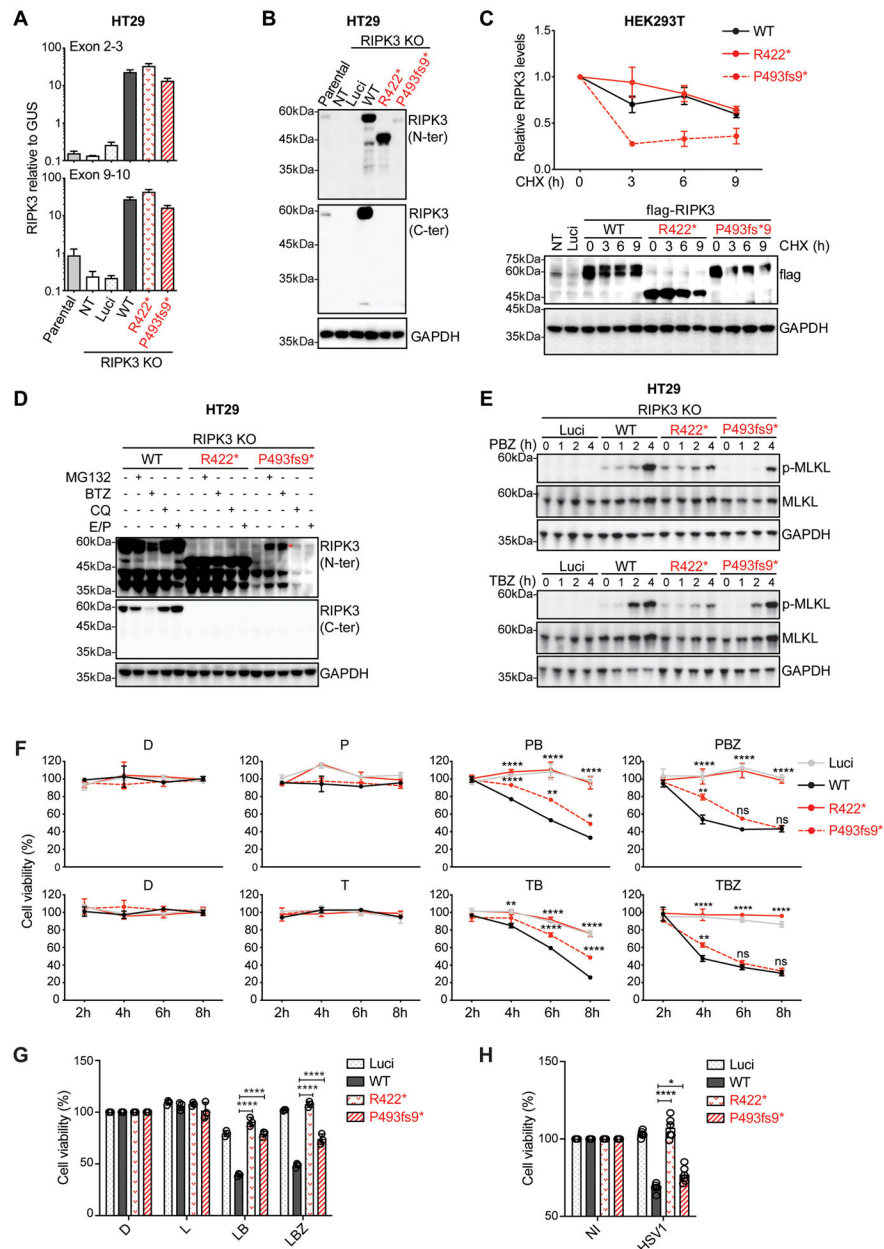 A
HT29
Exon 2-3
100
10
1
0.1
Exon 9-10
100
10
1
0.1
RIPK3 relative to GUS
Parental
NT
Luci
WT
R422*
P493fs9*
RIPK3 KO
B
HT29
RIPK3 KO
Parental
NT
Luci
WT
R422*
P493fs9*
60kDa
45kDa
35kDa
RIPK3
(N-ter)
60kDa
45kDa
35kDa
RIPK3
(C-ter)
35kDa
GAPDH
C
HEK293T
WT
R422*
P493fs9*
Relative RIPK3 levels
1.5
1.0
0.5
0.0
CHX (h)
0 3 6 9
flag-RIPK3
WT R422* P493fs*9
NT Luci 0 3 6 9 0 3 6 9 0 3 6 9 CHX (h)
75kDa
60kDa
flag
45kDa
45kDa
35kDa
GAPDH
D
HT29
RIPK3 KO
WT R422* P493fs9*
MG132 - + - - - - + - - - - + - - -
BTZ - - + - - - - + - - - - + - -
CQ - - - + - - - - + - - - - + -
E/P - - - - + - - - - + - - - - +
60kDa
45kDa
35kDa
*
RIPK3
(N-ter)
60kDa
45kDa
35kDa
RIPK3
(C-ter)
35kDa
GAPDH
E
HT29
RIPK3 KO
Luci WT R422* P493fs9*
PBZ (h) 0 1 2 4 0 1 2 4 0 1 2 4 0 1 2 4
60kDa
p-MLKL
60kDa
MLKL
35kDa
GAPDH
Luci WT R422* P493fs9*
TBZ (h) 0 1 2 4 0 1 2 4 0 1 2 4 0 1 2 4
60kDa
p-MLKL
60kDa
MLKL
35kDa
GAPDH
F
D P PB PBZ
120
100
80
60
40
20
0
**** **** ****
** *
**** **** ****
** ns ns
Luci
WT
R422*
P493fs9*
Cell viability (%)
D T TB TBZ
120
100
80
60
40
20
0
** **** ****
**** ****
**** **** ****
** ns ns
2h 4h 6h 8h 2h 4h 6h 8h 2h 4h 6h 8h 2h 4h 6h 8h
G
Cell viability (%)
150
100
50
0
****
****
****
****
D L LB LBZ
Luci
WT
R422*
P493fs9*
H
Cell viability (%)
150
100
50
*
****
NI HSV1
Luci
WT
R422*
P493fs9*